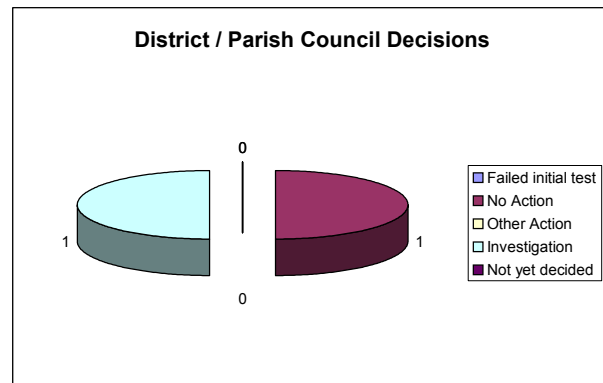 District / Parish Council Decisions
0
1
1
0
Failed initial test
No Action
Other Action
Investigation
Not yet decided